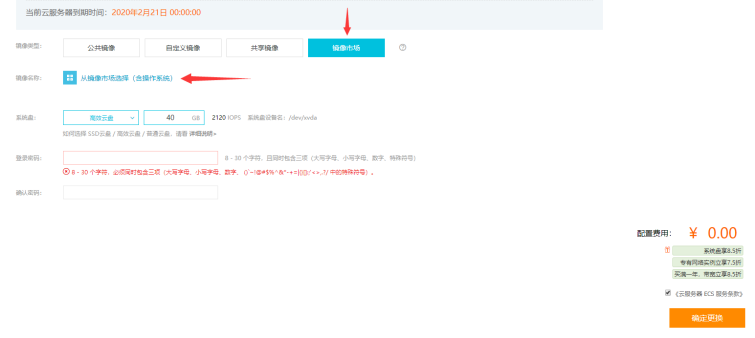 当前云服务器到期时间：2020年2月21日 00:00:00
镜像类型： 公共镜像 自定义镜像 共享镜像 镜像市场
镜像名称： 从镜像市场选择（含操作系统）
系统盘： 高效云盘 40 GB 2120 IOPS 系统盘设备名：/dev/xvda
如何选择 SSD云盘 / 高效云盘 / 普通云盘，请看 详细说明>
登录密码： 8 - 30 个字符，且同时包含三项（大写字母、小写字母、数字、特殊符号）
8 - 30 个字符，必须同时包含三项（大写字母、小写字母、数字、 ()`~!@#$%^&*-+=|{}[]:;'<>,.?/ 中的特殊符号）。
确认密码：
配置费用： ¥ 0.00
系统盘享8.5折
专有网络实例立享7.5折
买满一年，带宽立享8.5折
《云服务器 ECS 服务条款》
确定更换